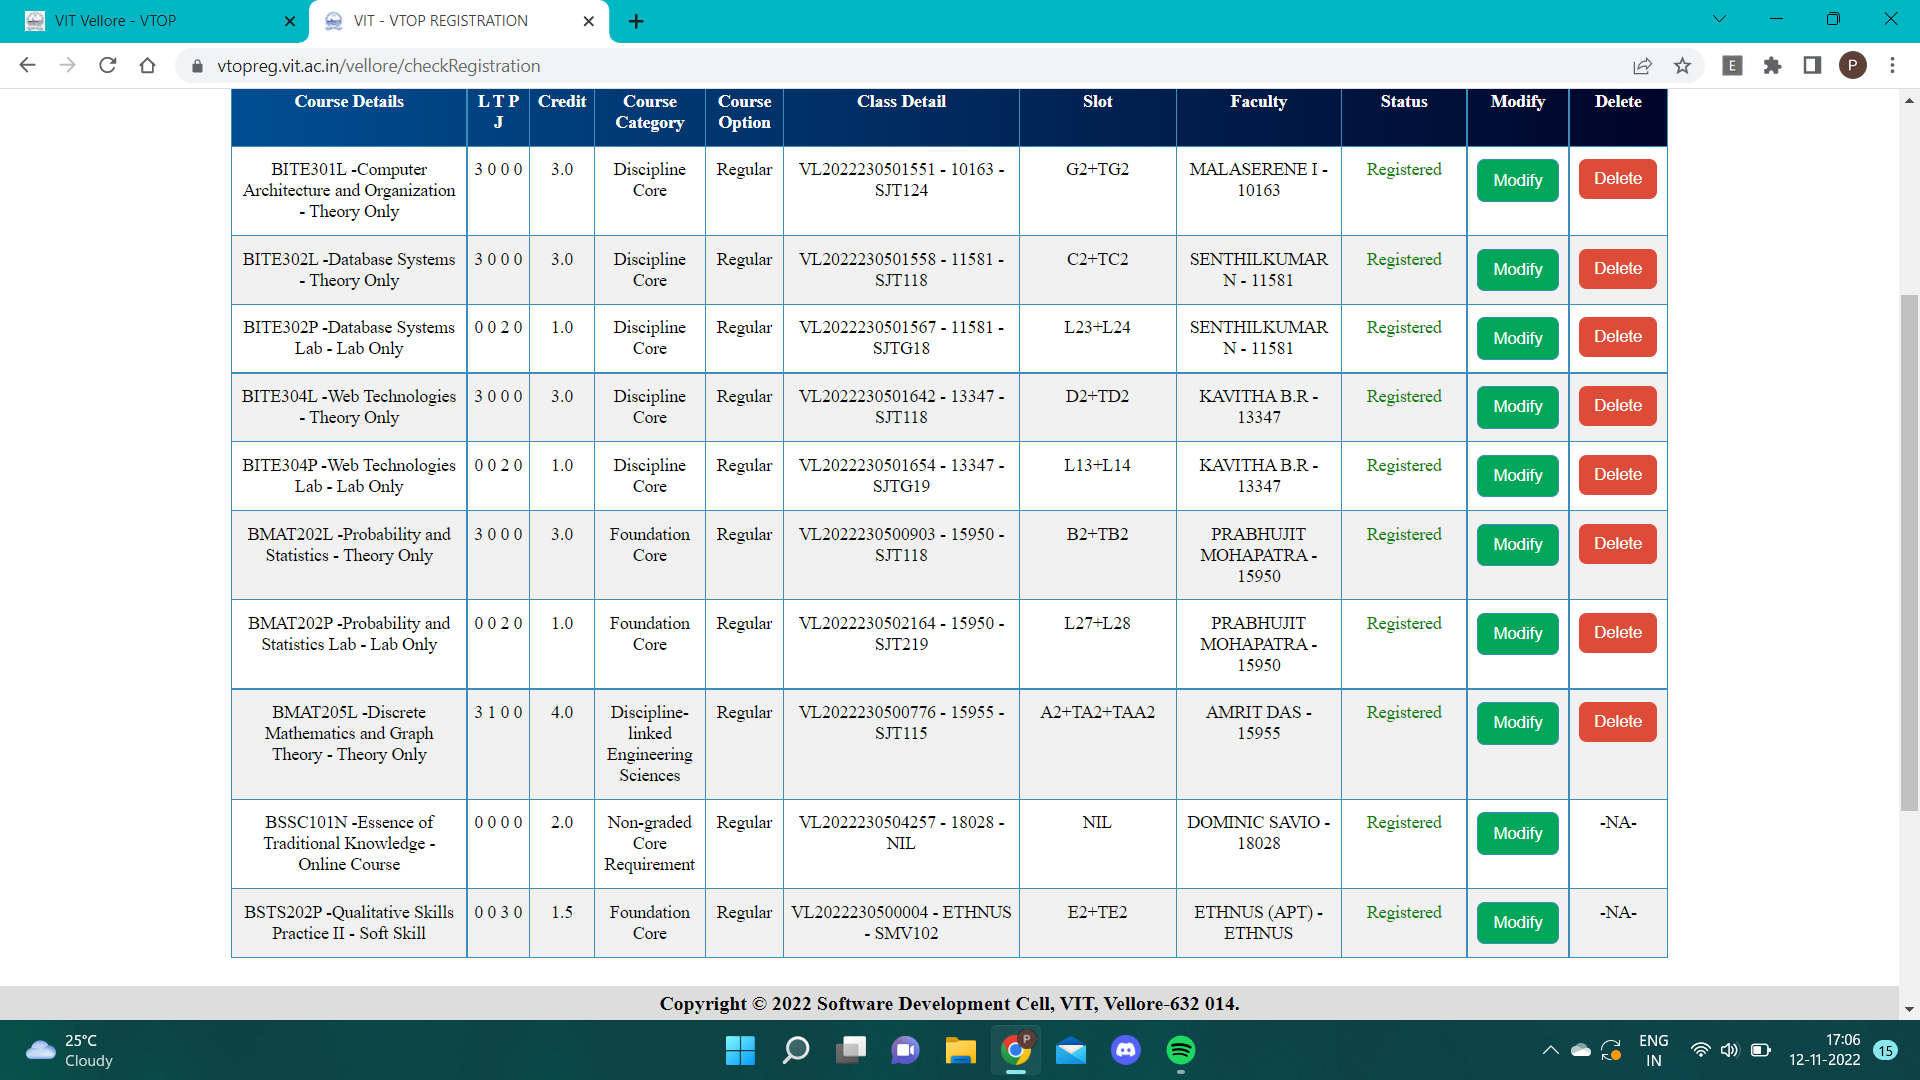 VIT Vellore - VTOP
VIT - VTOP REGISTRATION
vtopreg.vit.ac.in/vellore/checkRegistration
E
P
Course Details L T P J Credit Course Category Course Option Class Detail Slot Faculty Status Modify Delete
BITE301L -Computer Architecture and Organization - Theory Only 3 0 0 0 3.0 Discipline Core Regular VL2022230501551 - 10163 - SJT124 G2+TG2 MALASERENE I - 10163 Registered Modify Delete
BITE302L -Database Systems - Theory Only 3 0 0 0 3.0 Discipline Core Regular VL2022230501558 - 11581 - SJT118 C2+TC2 SENTHILKUMAR N - 11581 Registered Modify Delete
BITE302P -Database Systems Lab - Lab Only 0 0 2 0 1.0 Discipline Core Regular VL2022230501567 - 11581 - SJTG18 L23+L24 SENTHILKUMAR N - 11581 Registered Modify Delete
BITE304L -Web Technologies - Theory Only 3 0 0 0 3.0 Discipline Core Regular VL2022230501642 - 13347 - SJT118 D2+TD2 KAVITHA B.R - 13347 Registered Modify Delete
BITE304P -Web Technologies Lab - Lab Only 0 0 2 0 1.0 Discipline Core Regular VL2022230501654 - 13347 - SJTG19 L13+L14 KAVITHA B.R - 13347 Registered Modify Delete
BMAT202L -Probability and Statistics - Theory Only 3 0 0 0 3.0 Foundation Core Regular VL2022230500903 - 15950 - SJT118 B2+TB2 PRABHUJIT MOHAPATRA - 15950 Registered Modify Delete
BMAT202P -Probability and Statistics Lab - Lab Only 0 0 2 0 1.0 Foundation Core Regular VL2022230502164 - 15950 - SJT219 L27+L28 PRABHUJIT MOHAPATRA - 15950 Registered Modify Delete
BMAT205L -Discrete Mathematics and Graph Theory - Theory Only 3 1 0 0 4.0 Discipline-linked Engineering Sciences Regular VL2022230500776 - 15955 - SJT115 A2+TA2+TAA2 AMRIT DAS - 15955 Registered Modify Delete
BSSC101N -Essence of Traditional Knowledge - Online Course 0 0 0 0 2.0 Non-graded Core Requirement Regular VL2022230504257 - 18028 - NIL NIL DOMINIC SAVIO - 18028 Registered Modify -NA-
BSTS202P -Qualitative Skills Practice II - Soft Skill 0 0 3 0 1.5 Foundation Core Regular VL2022230500004 - ETHNUS - SMV102 E2+TE2 ETHNUS (APT) - ETHNUS Registered Modify -NA-
Copyright © 2022 Software Development Cell, VIT, Vellore-632 014.
25°C
Cloudy
P
ENG
IN
17:06
12-11-2022
15